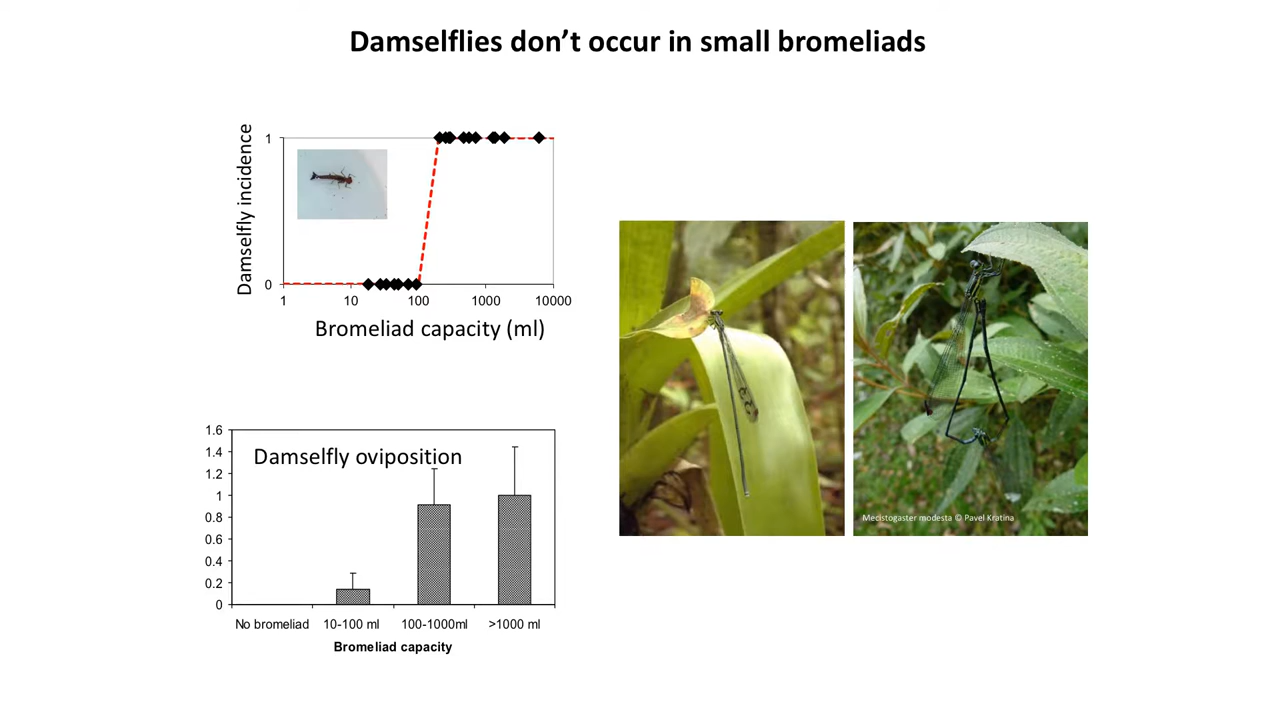 Damselflies don’t occur in small bromeliads
Damselfly incidence
1
0
1 10 100 1000 10000
Bromeliad capacity (ml)
Damselfly oviposition
1.6
1.4
1.2
1
0.8
0.6
0.4
0.2
0
No bromeliad 10-100 ml 100-1000ml >1000 ml
Bromeliad capacity
Mecistogaster modesta © Pavel Kratina